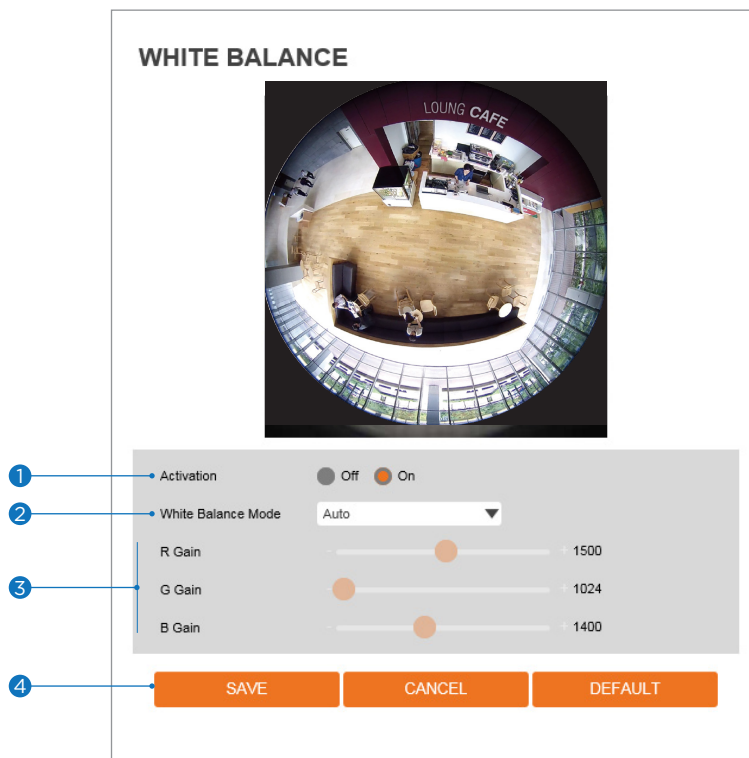 WHITE BALANCE
LOUNG CAFE
1 Activation Off On
2 White Balance Mode Auto
R Gain - + 1500
3 G Gain - + 1024
B Gain - + 1400
4 SAVE CANCEL DEFAULT